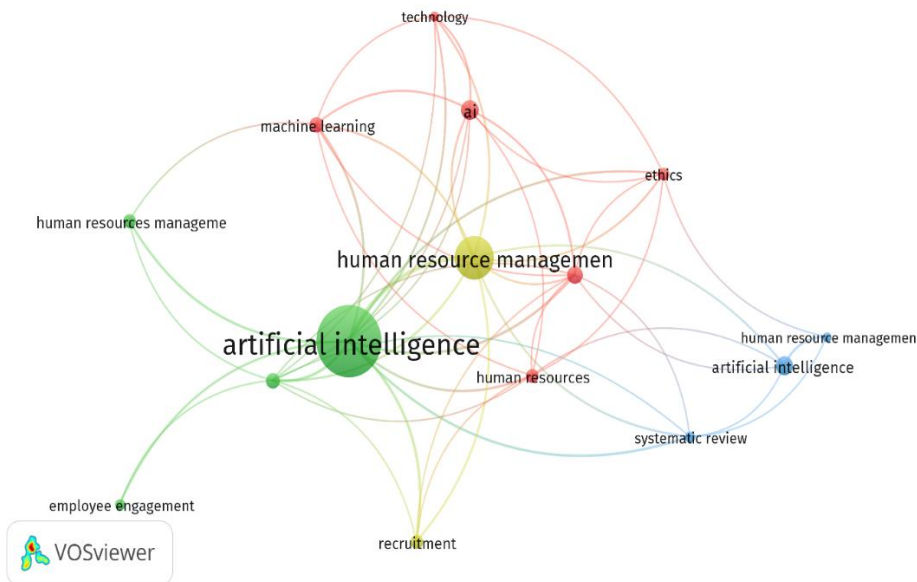 technology
ai
machine learning
ethics
human resources manageme
human resource managemen
artificial intelligence
human resource managemen
artificial intelligence
human resources
systematic review
employee engagement
recruitment
VOSviewer